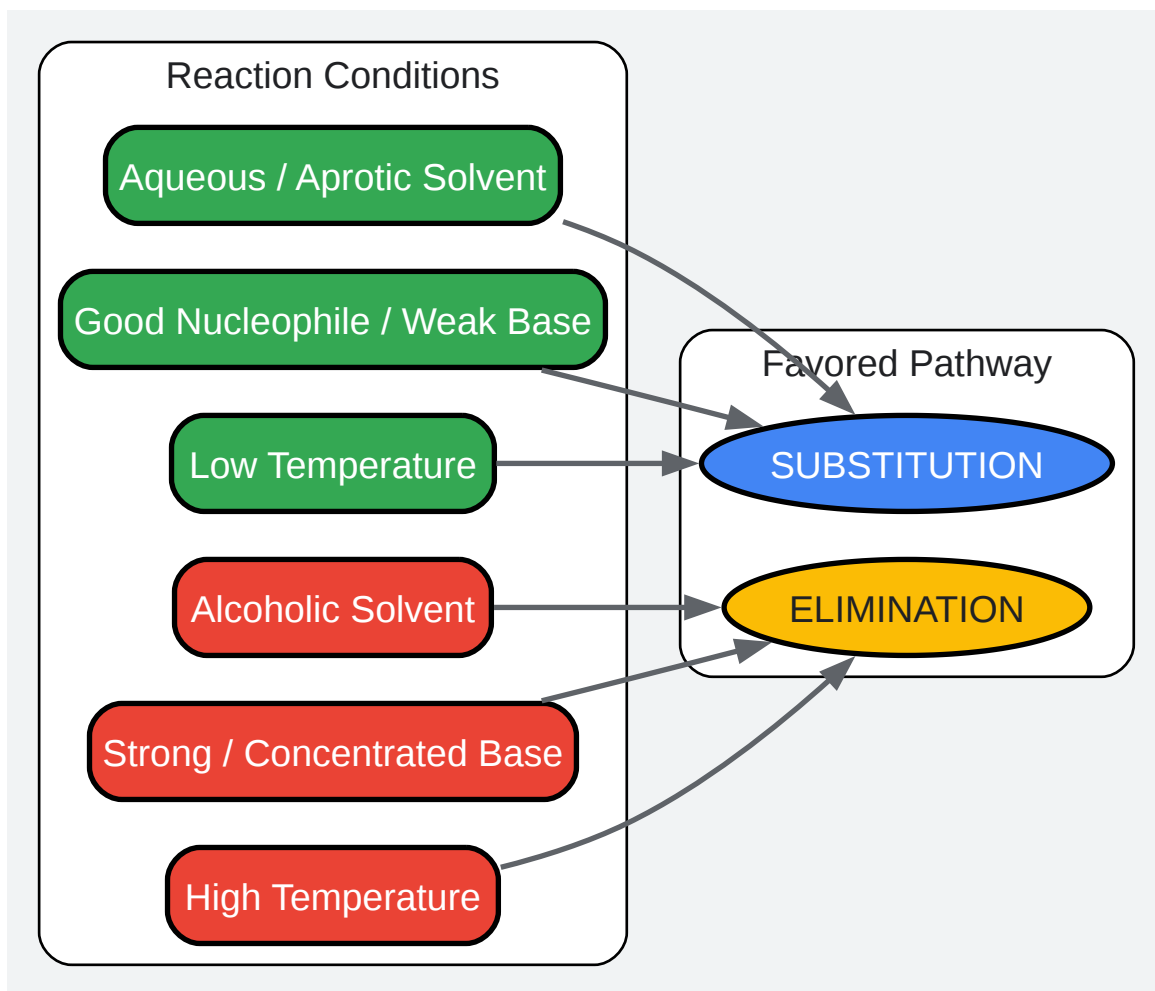 Reaction Conditions
Aqueous / Aprotic Solvent
Good Nucleophile / Weak Base
Low Temperature
Alcoholic Solvent
Strong / Concentrated Base
High Temperature
Favored Pathway
SUBSTITUTION
ELIMINATION